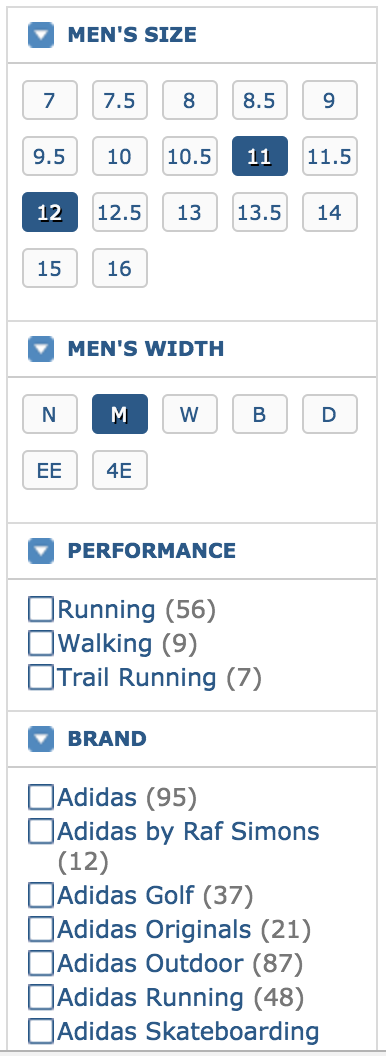 MEN'S SIZE
7 7.5 8 8.5 9
9.5 10 10.5 11 11.5
12 12.5 13 13.5 14
15 16
MEN'S WIDTH
N M W B D
EE 4E
PERFORMANCE
Running (56)
Walking (9)
Trail Running (7)
BRAND
Adidas (95)
Adidas by Raf Simons
(12)
Adidas Golf (37)
Adidas Originals (21)
Adidas Outdoor (87)
Adidas Running (48)
Adidas Skateboarding